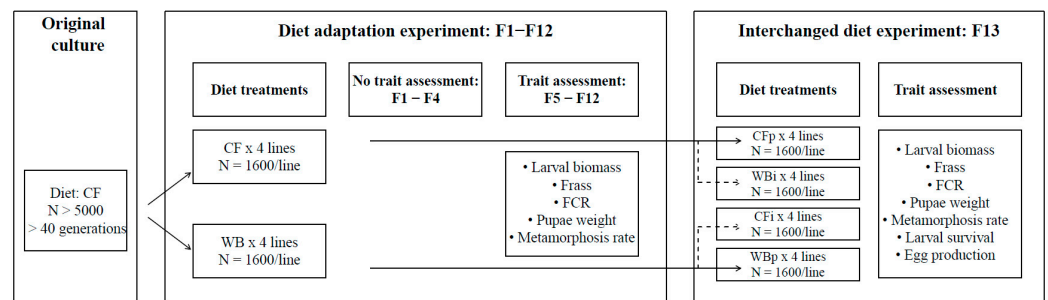 Original
culture
Diet: CF
N > 5000
> 40 generations
Diet adaptation experiment: F1−F12
Diet treatments
No trait assessment:
F1 − F4
Trait assessment:
F5 − F12
CF x 4 lines
N = 1600/line
WB x 4 lines
N = 1600/line
• Larval biomass
• Frass
• FCR
• Pupae weight
• Metamorphosis rate
Interchanged diet experiment: F13
Diet treatments
Trait assessment
CFp x 4 lines
N = 1600/line
WBi x 4 lines
N = 1600/line
CFi x 4 lines
N = 1600/line
WBp x 4 lines
N = 1600/line
• Larval biomass
• Frass
• FCR
• Pupae weight
• Metamorphosis rate
• Larval survival
• Egg production